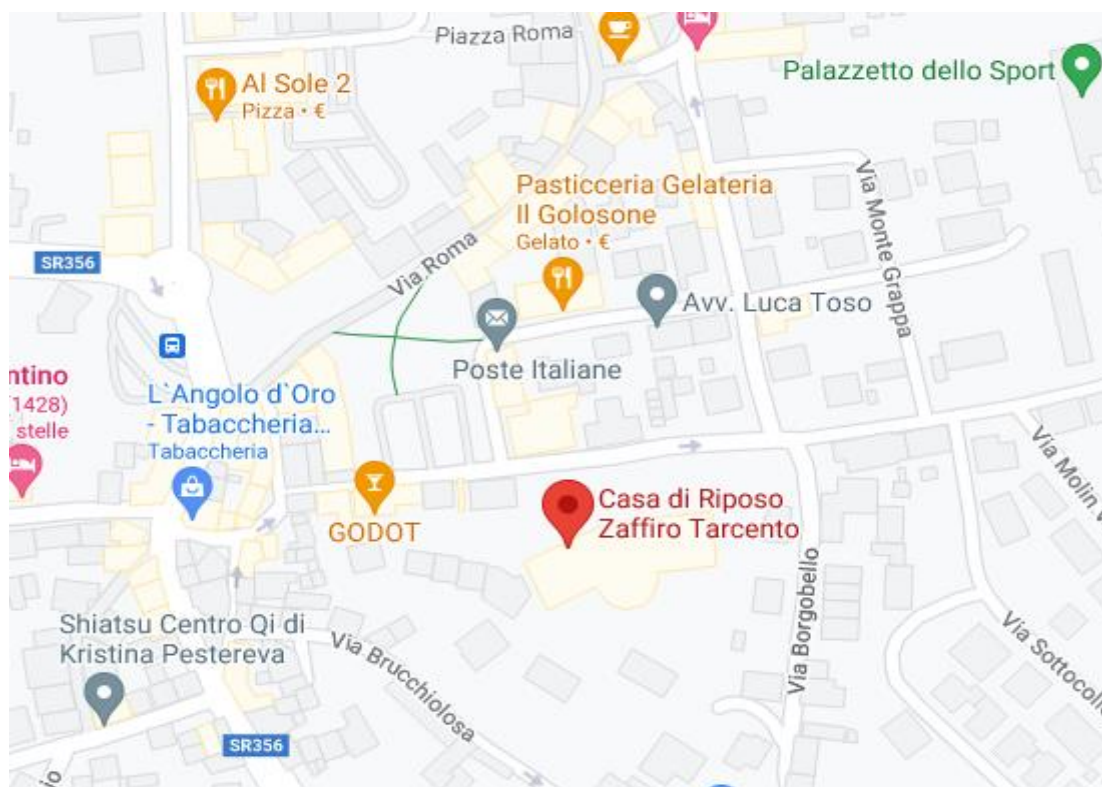 Piazza Roma
Al Sole 2
Pizza • €
Palazzetto dello Sport
Pasticceria Gelateria
Il Golosone
Gelato • €
Via Monte Grappa
SR356
Via Roma
Avv. Luca Toso
Poste Italiane
ntino
(1428)
stelle
L`Angolo d`Oro
- Tabaccheria...
Tabaccheria
Via Molin V
GODOT
Casa di Riposo
Zaffiro Tarcento
Via Borgobello
Shiatsu Centro Qi di
Kristina Pestereva
Via Brucchiolosa
Via Sottocolle
SR356
io